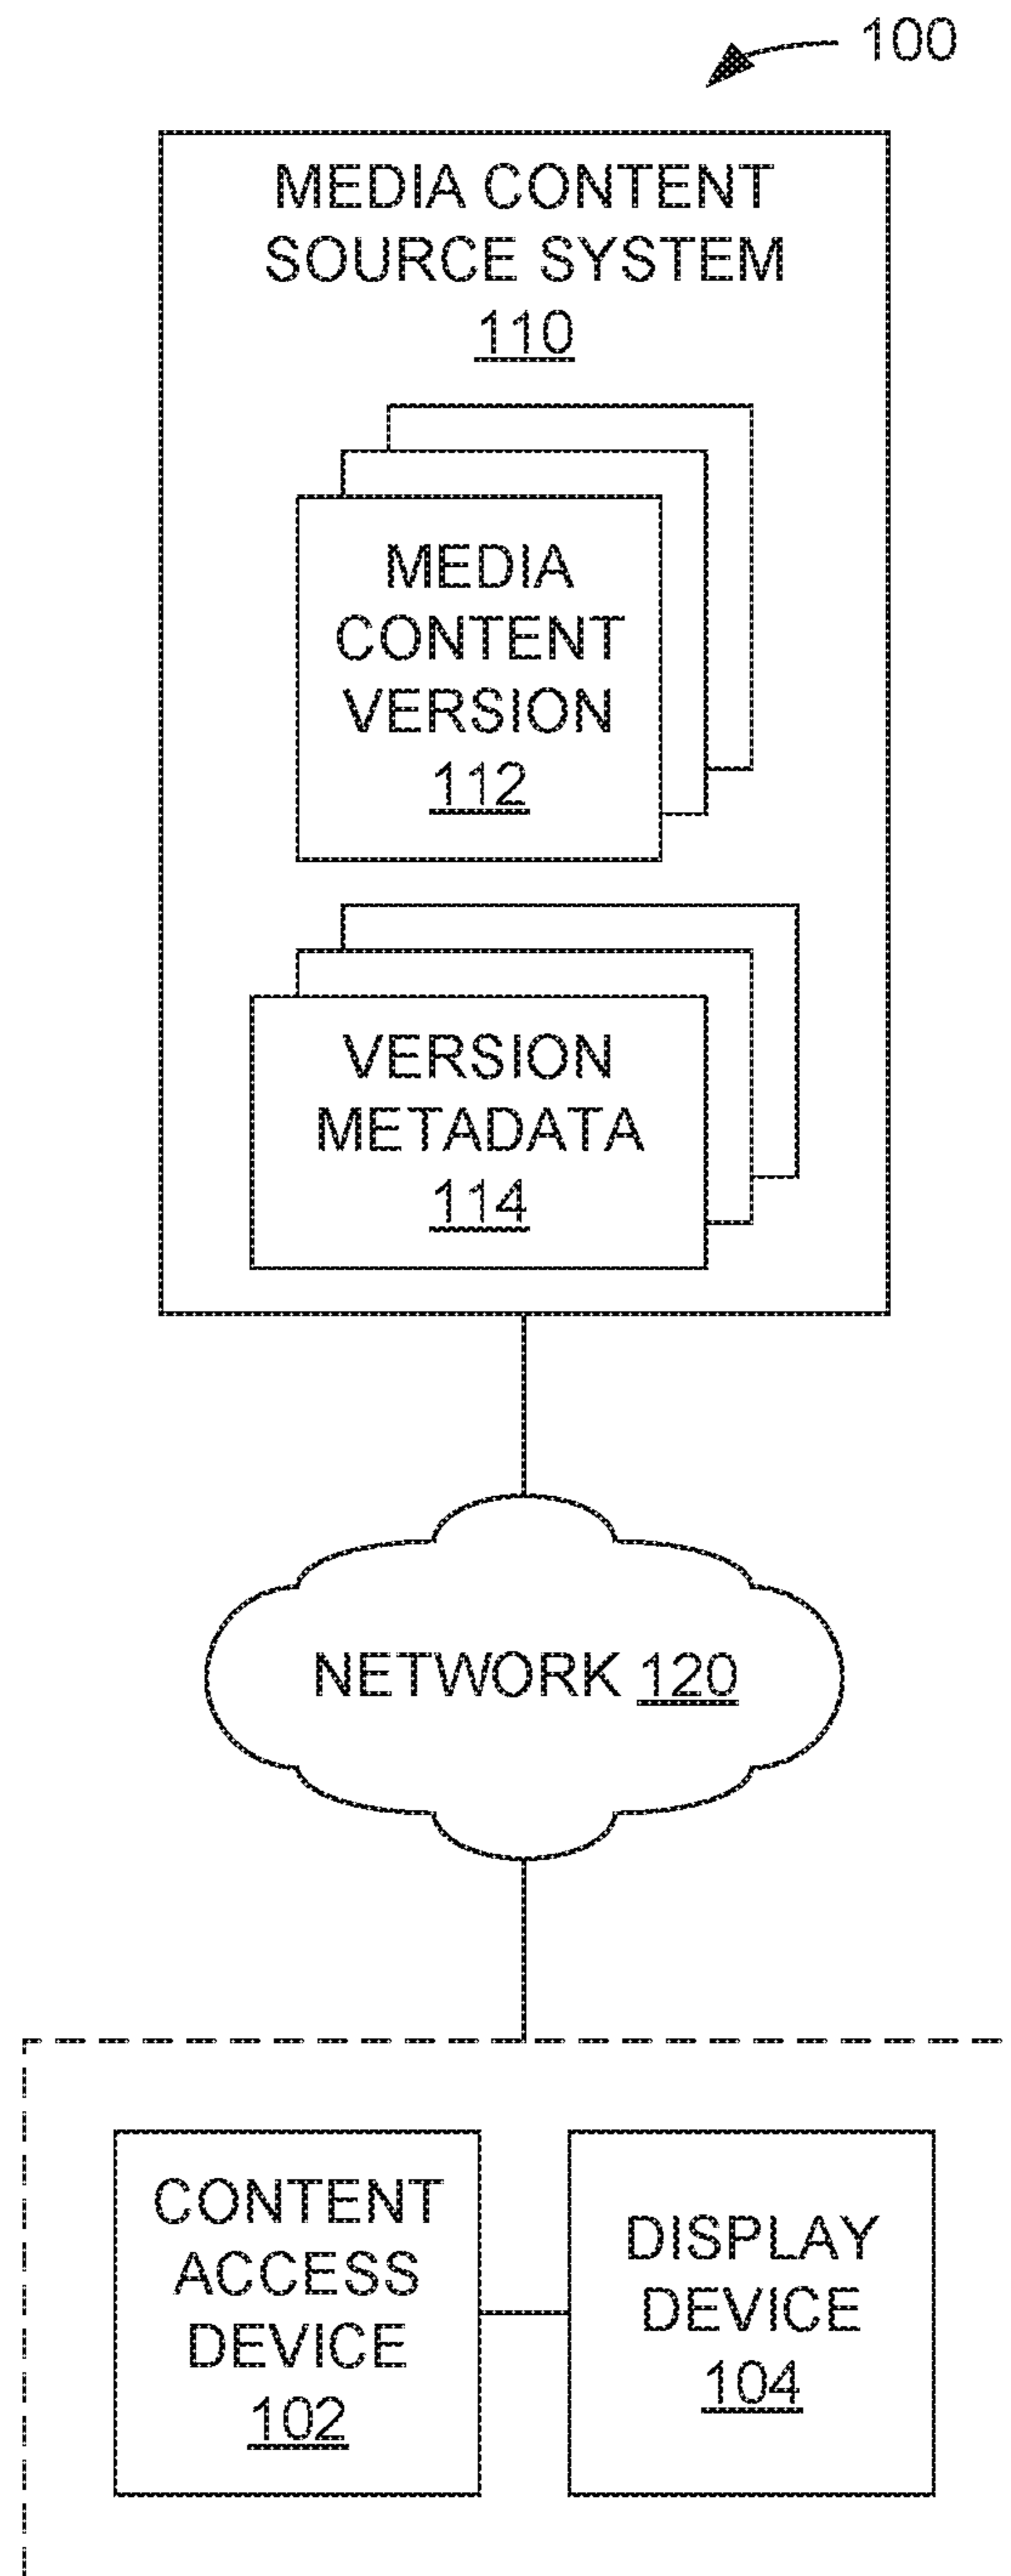 100
MEDIA CONTENT
SOURCE SYSTEM
110
MEDIA
CONTENT
VERSION
112
VERSION
METADATA
114
NETWORK 120
CONTENT
ACCESS
DEVICE
102
DISPLAY
DEVICE
104